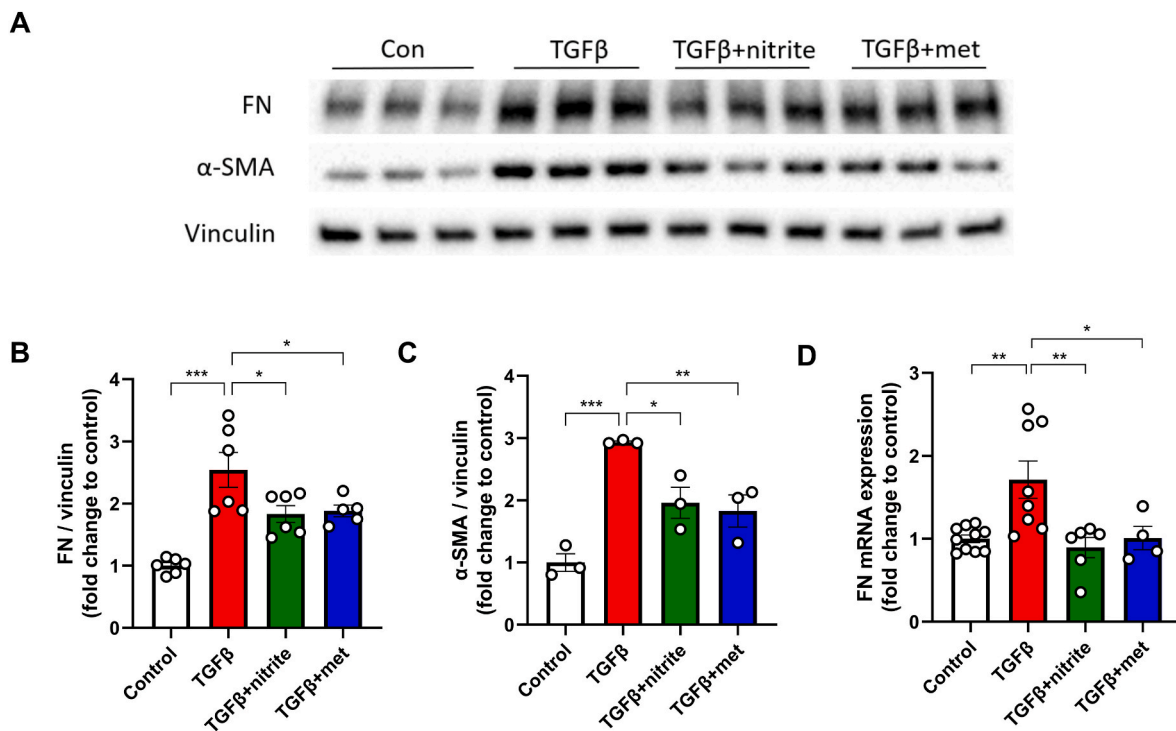 A
Con TGFβ TGFβ+nitrite TGFβ+met
FN
α-SMA
Vinculin
B
FN / vinculin
(fold change to control)
4
3
2
1
0
***
*
*
Control
TGFβ
TGFβ+nitrite
TGFβ+met
C
α-SMA / vinculin
(fold change to control)
4
3
2
1
0
***
*
**
Control
TGFβ
TGFβ+nitrite
TGFβ+met
D
FN mRNA expression
(fold change to control)
3
2
1
0
**
**
*
Control
TGFβ
TGFβ+nitrite
TGFβ+met